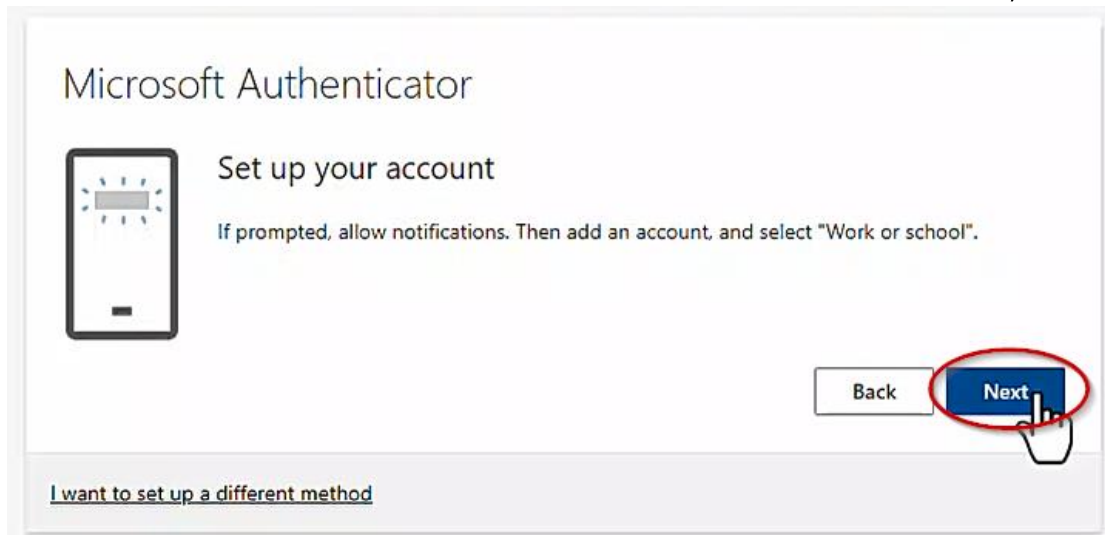 Microsoft Authenticator
Set up your account
If prompted, allow notifications. Then add an account, and select "Work or school".
Back
Next
I want to set up a different method